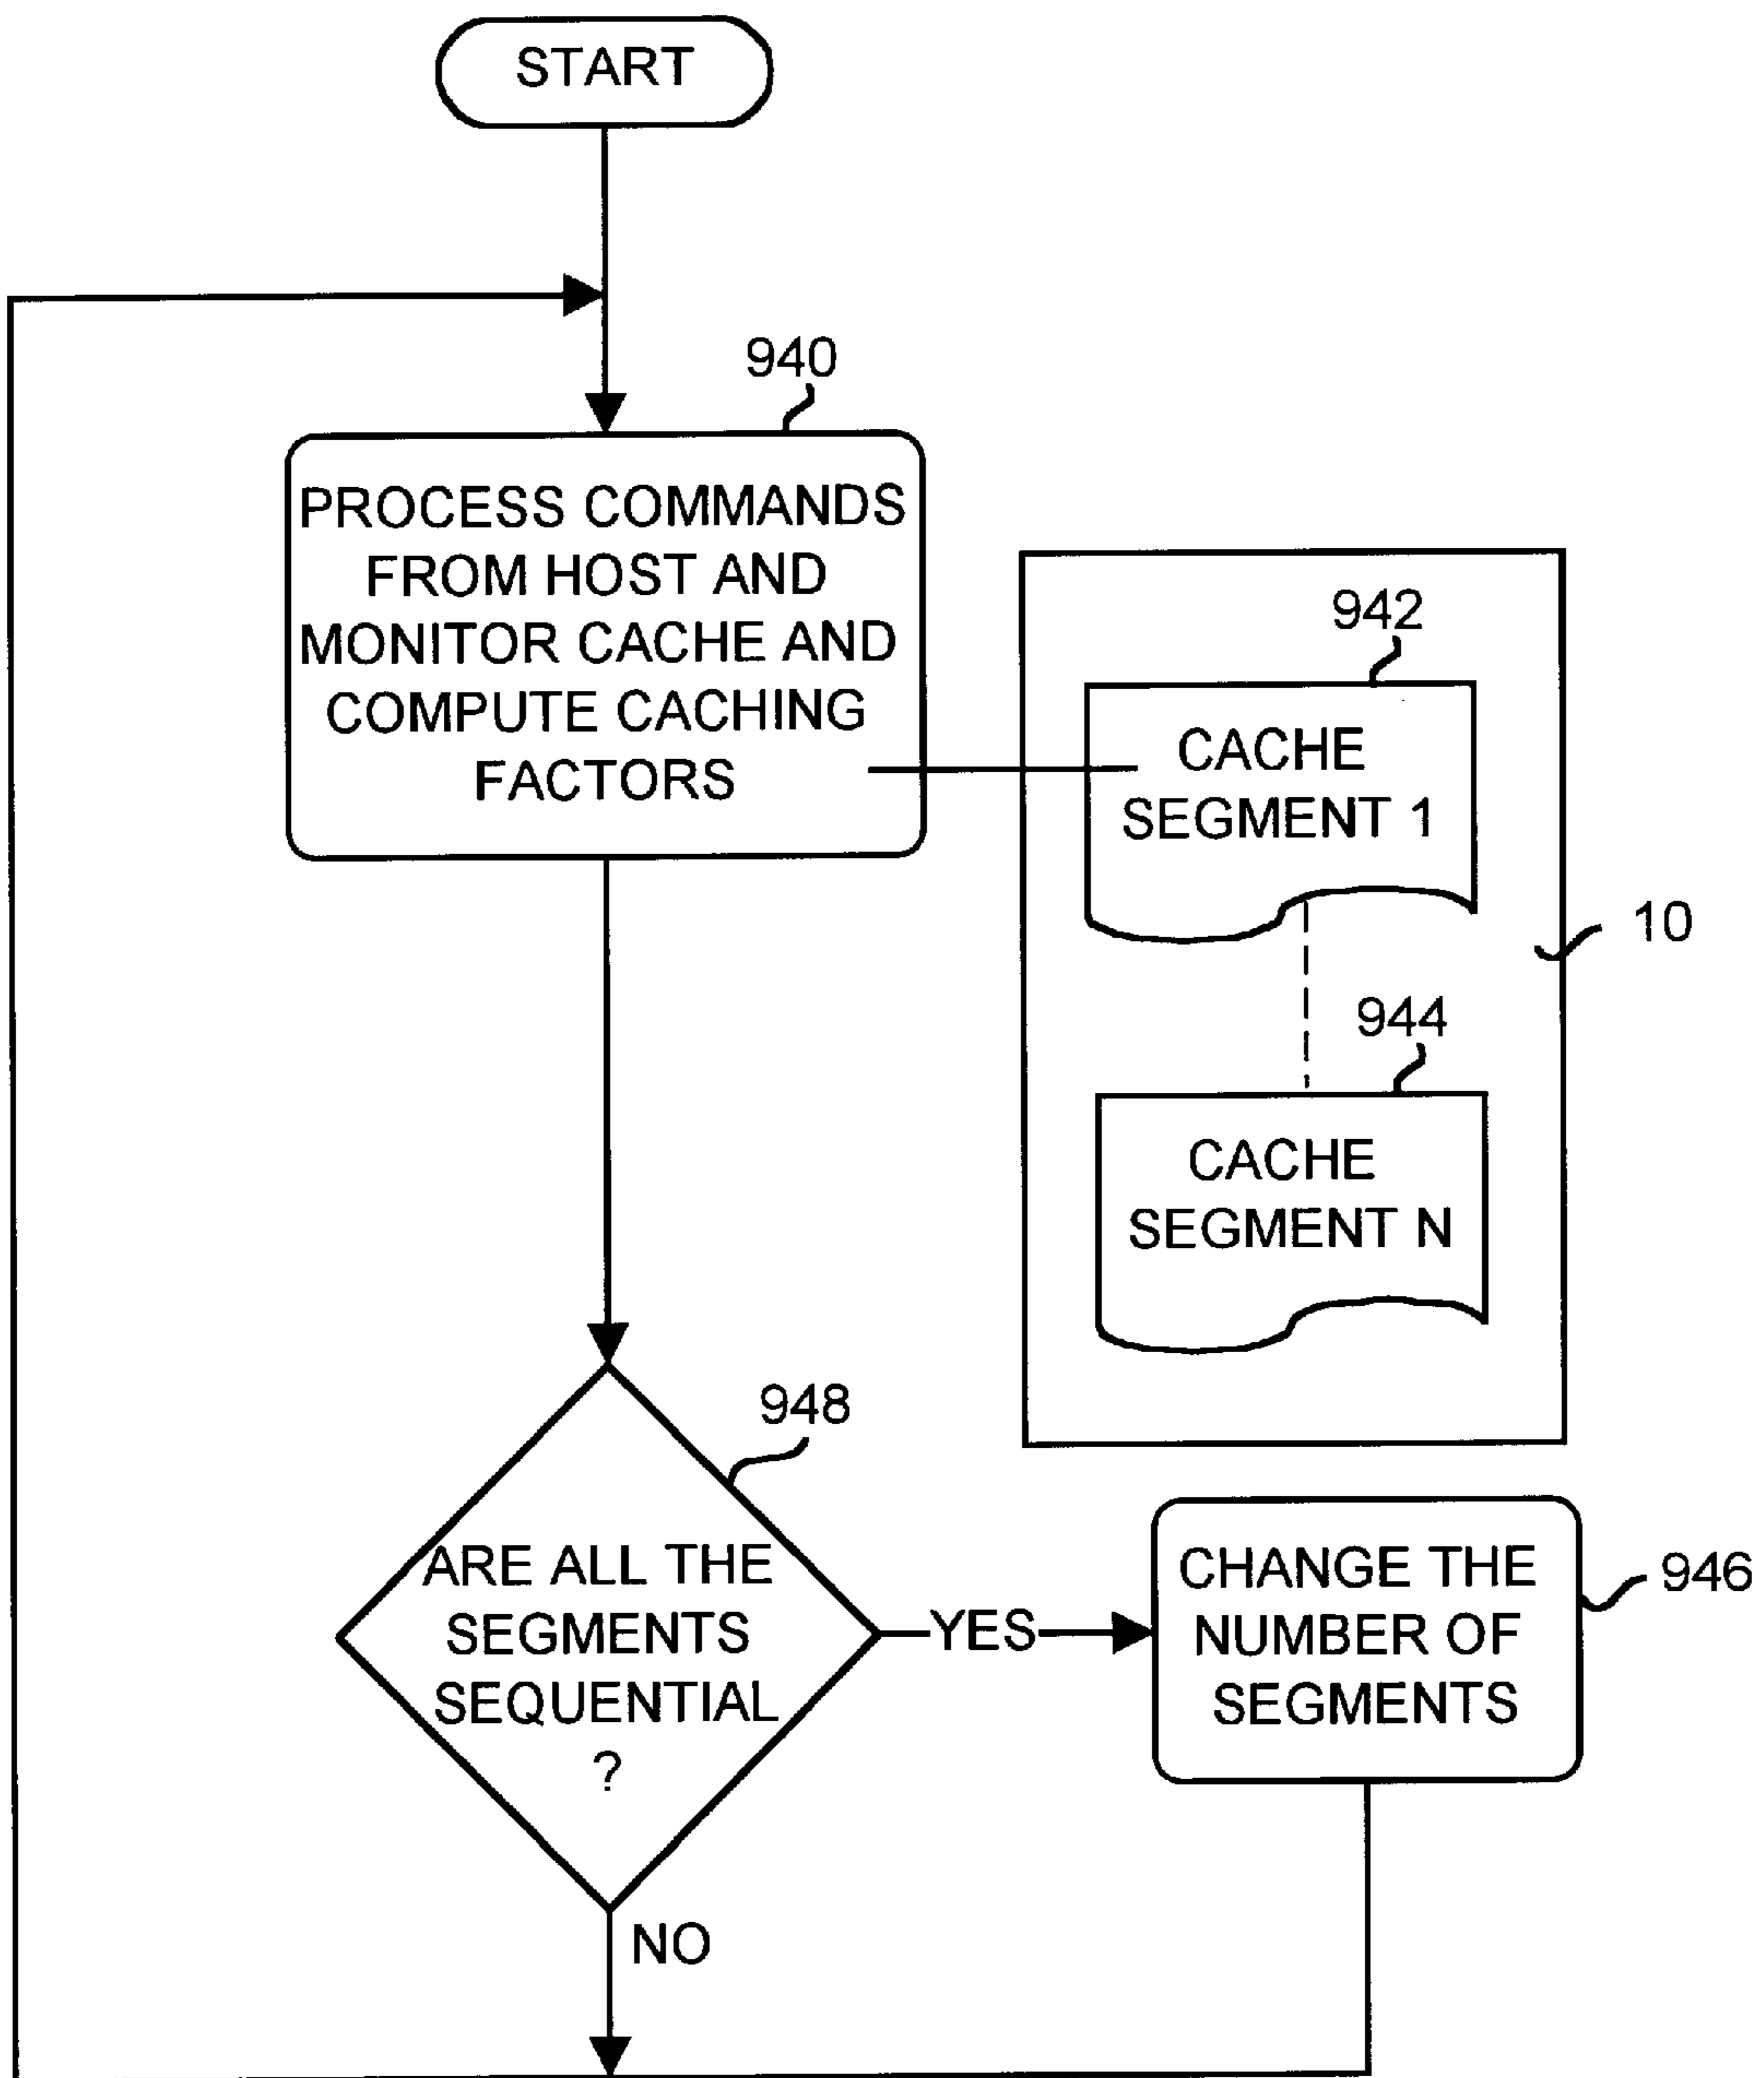 START
940
PROCESS COMMANDS
FROM HOST AND
MONITOR CACHE AND
COMPUTE CACHING
FACTORS
942
CACHE
SEGMENT 1
10
944
CACHE
SEGMENT N
948
ARE ALL THE
SEGMENTS
SEQUENTIAL
?
YES
CHANGE THE
NUMBER OF
SEGMENTS
946
NO